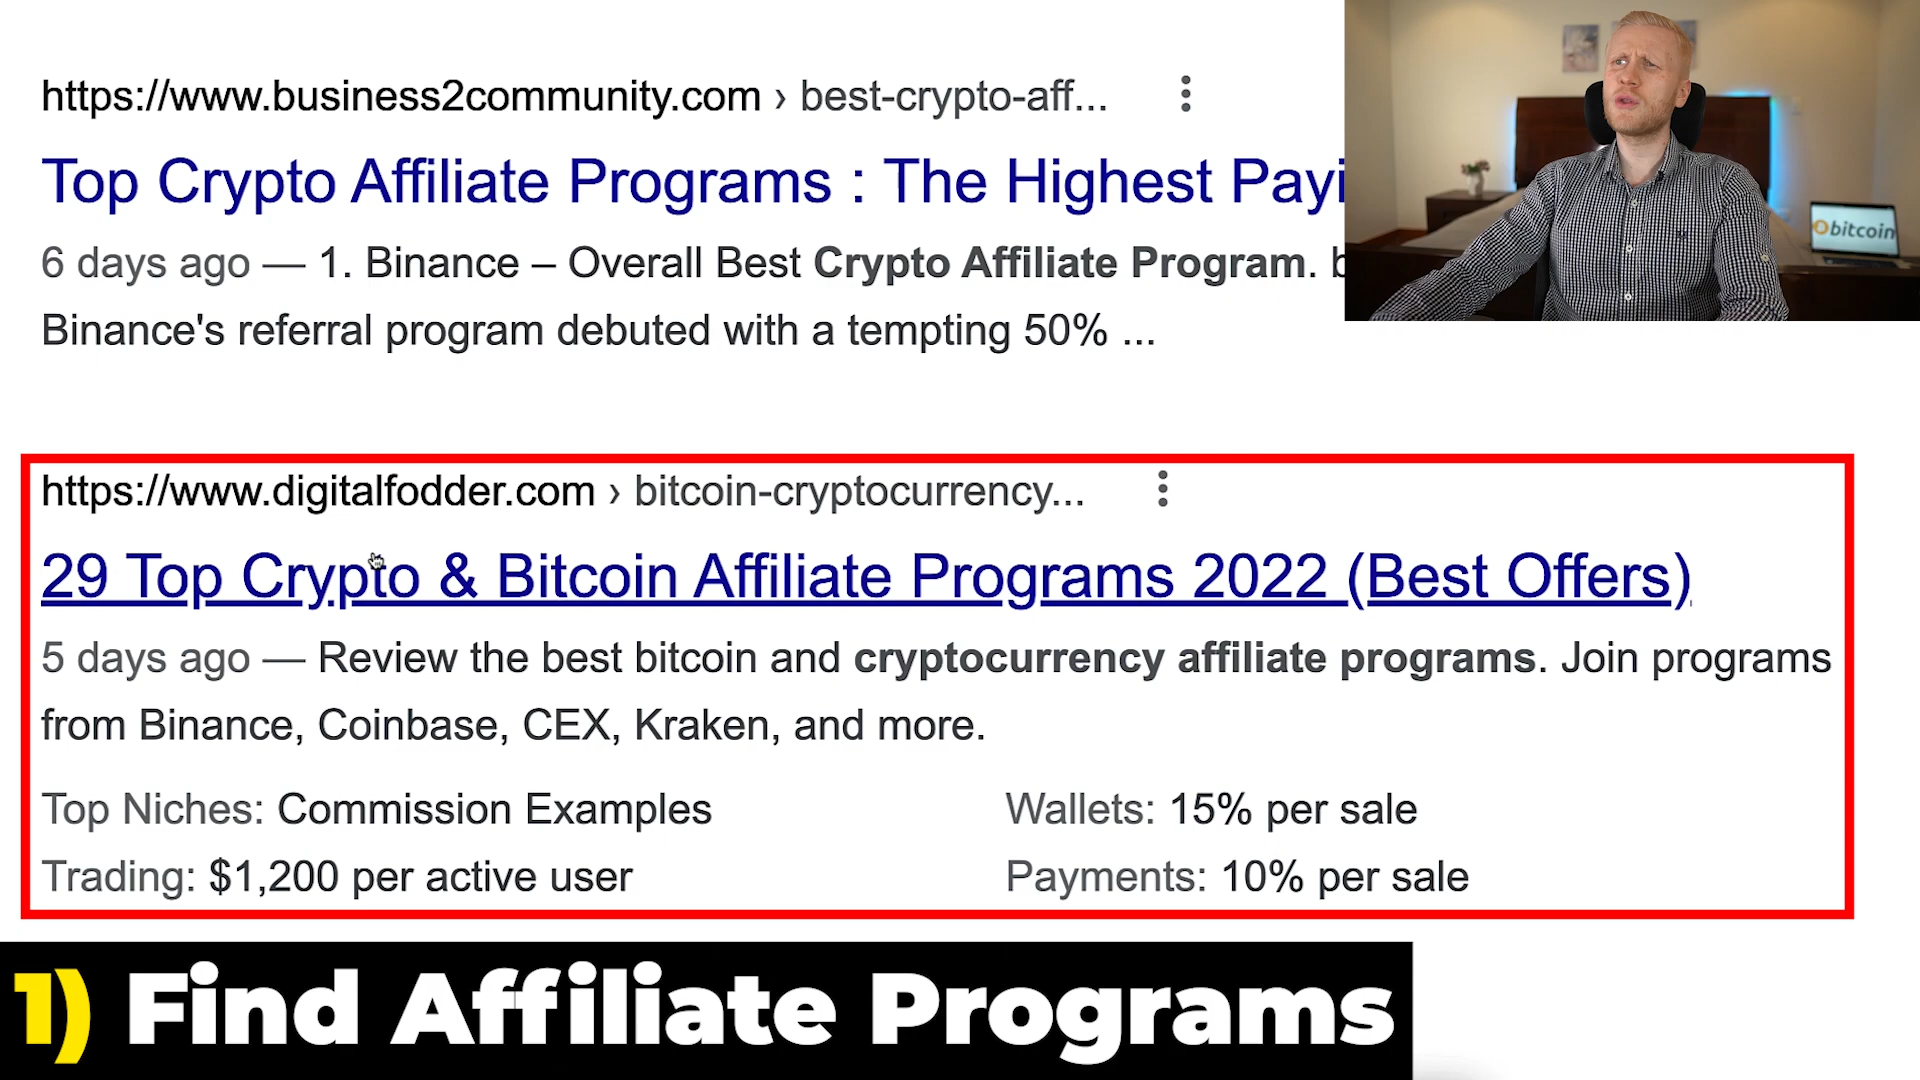 https://www.business2community.com › best-crypto-aff...
Top Crypto Affiliate Programs : The Highest Payi
6 days ago — 1. Binance – Overall Best Crypto Affiliate Program. b
Binance's referral program debuted with a tempting 50% ...
bitcoin
https://www.digitalfodder.com › bitcoin-cryptocurrency...
29 Top Crypto & Bitcoin Affiliate Programs 2022 (Best Offers)
5 days ago — Review the best bitcoin and cryptocurrency affiliate programs. Join programs
from Binance, Coinbase, CEX, Kraken, and more.
Top Niches: Commission Examples
Wallets: 15% per sale
Trading: $1,200 per active user
Payments: 10% per sale
1) Find Affiliate Programs